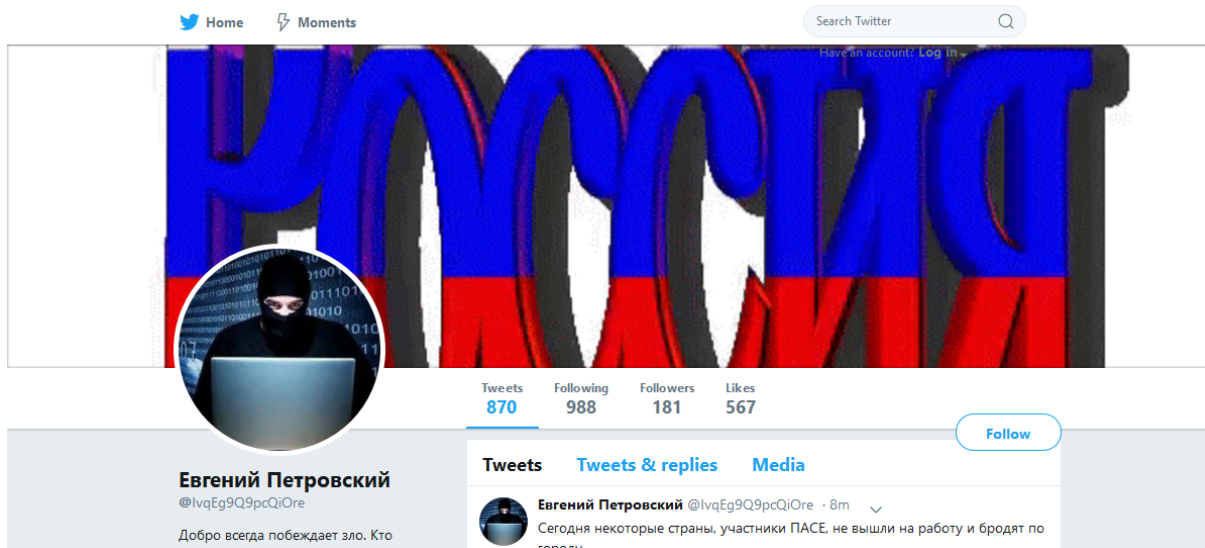 Home
Moments
Search Twitter
Have an account? Log in
РОССИЯ
Tweets
870
Following
988
Followers
181
Likes
567
Follow
Евгений Петровский
@IvqEg9Q9pcQiOre
Добро всегда побеждает зло. Кто
Tweets
Tweets & replies
Media
Евгений Петровский @IvqEg9Q9pcQiOre · 8m
Сегодня некоторые страны, участники ПАСЕ, не вышли на работу и бродят по
городу